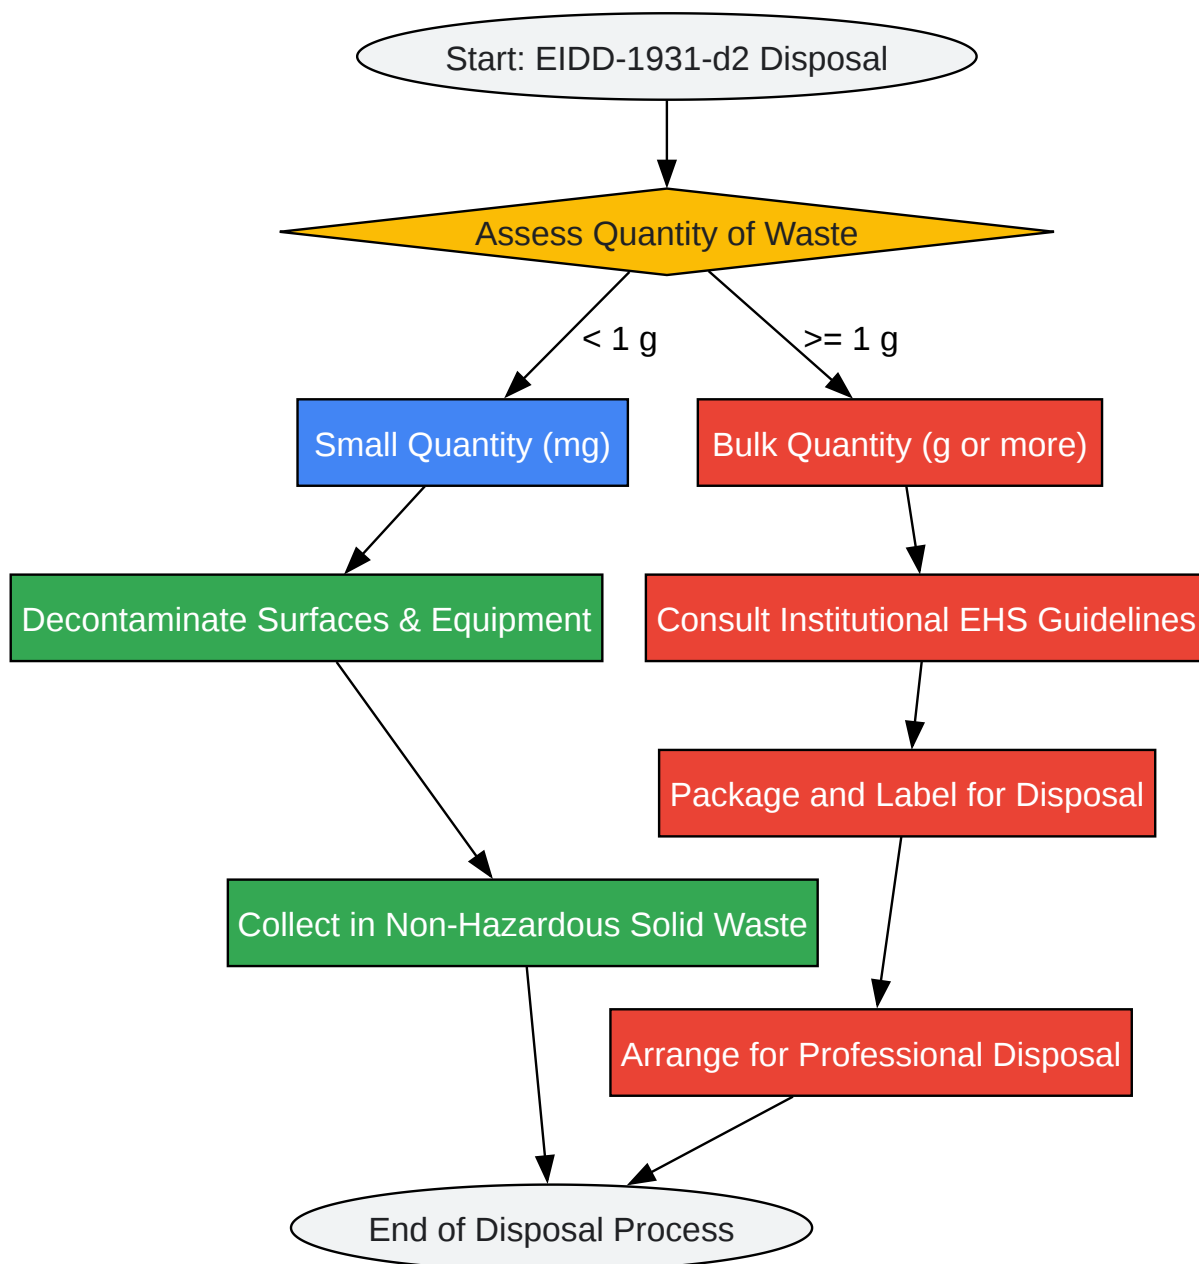 Start: EIDD-1931-d2 Disposal
Assess Quantity of Waste
< 1 g
>= 1 g
Small Quantity (mg)
Bulk Quantity (g or more)
Decontaminate Surfaces & Equipment
Consult Institutional EHS Guidelines
Package and Label for Disposal
Collect in Non-Hazardous Solid Waste
Arrange for Professional Disposal
End of Disposal Process